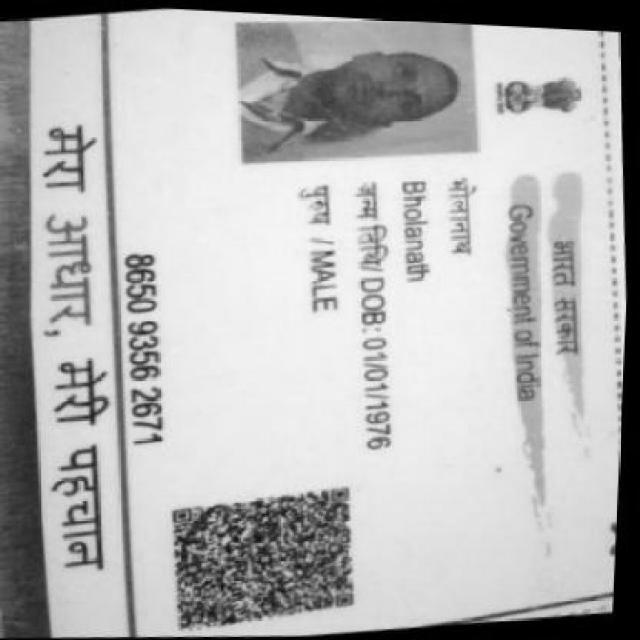 भारत सरकार
Government of India
भोलानाथ
Bholanath
जन्म तिथि/ DOB: 01/01/1976
पुरुष / MALE
8650 9356 2671
मेरा आधार, मेरी पहचान